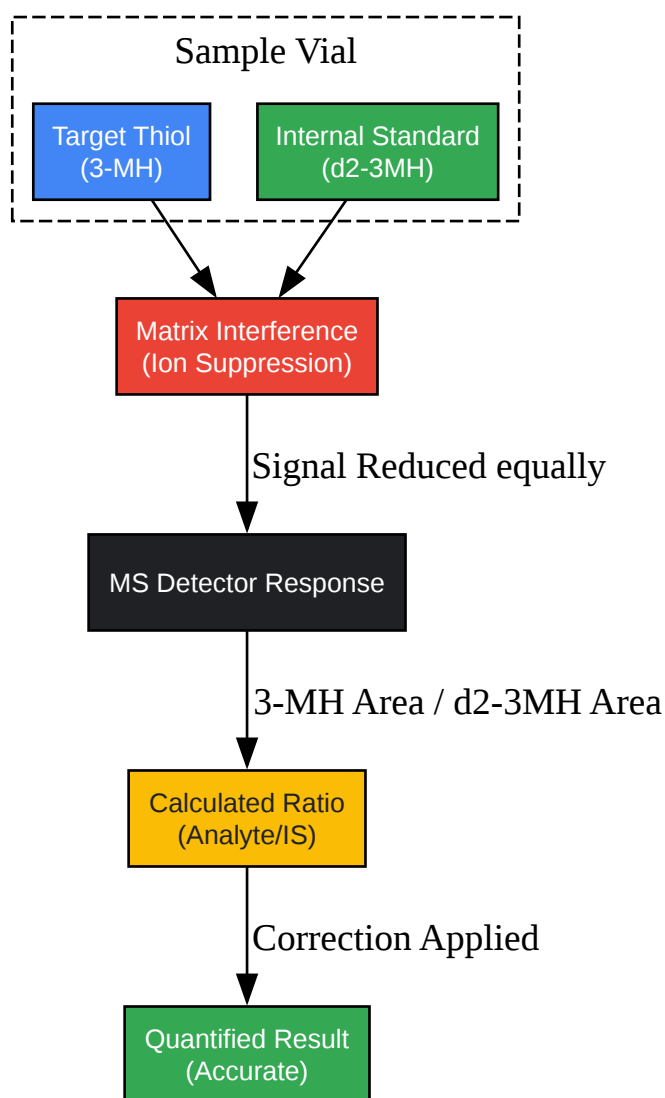 Sample Vial
Target Thiol
(3-MH)
Internal Standard
(d2-3MH)
Matrix Interference
(Ion Suppression)
Signal Reduced equally
MS Detector Response
3-MH Area / d2-3MH Area
Calculated Ratio
(Analyte/IS)
Correction Applied
Quantified Result
(Accurate)